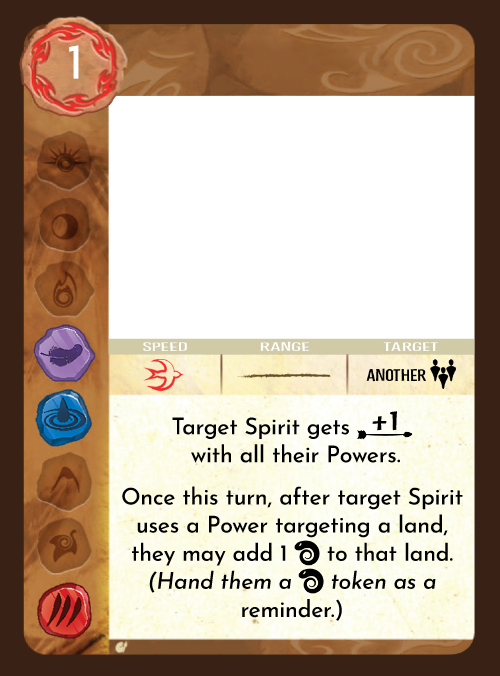 1
SPEED RANGE TARGET
ANOTHER
Target Spirit gets +1
with all their Powers.
Once this turn, after target Spirit
uses a Power targeting a land,
they may add 1 to that land.
(Hand them a token as a
reminder.)